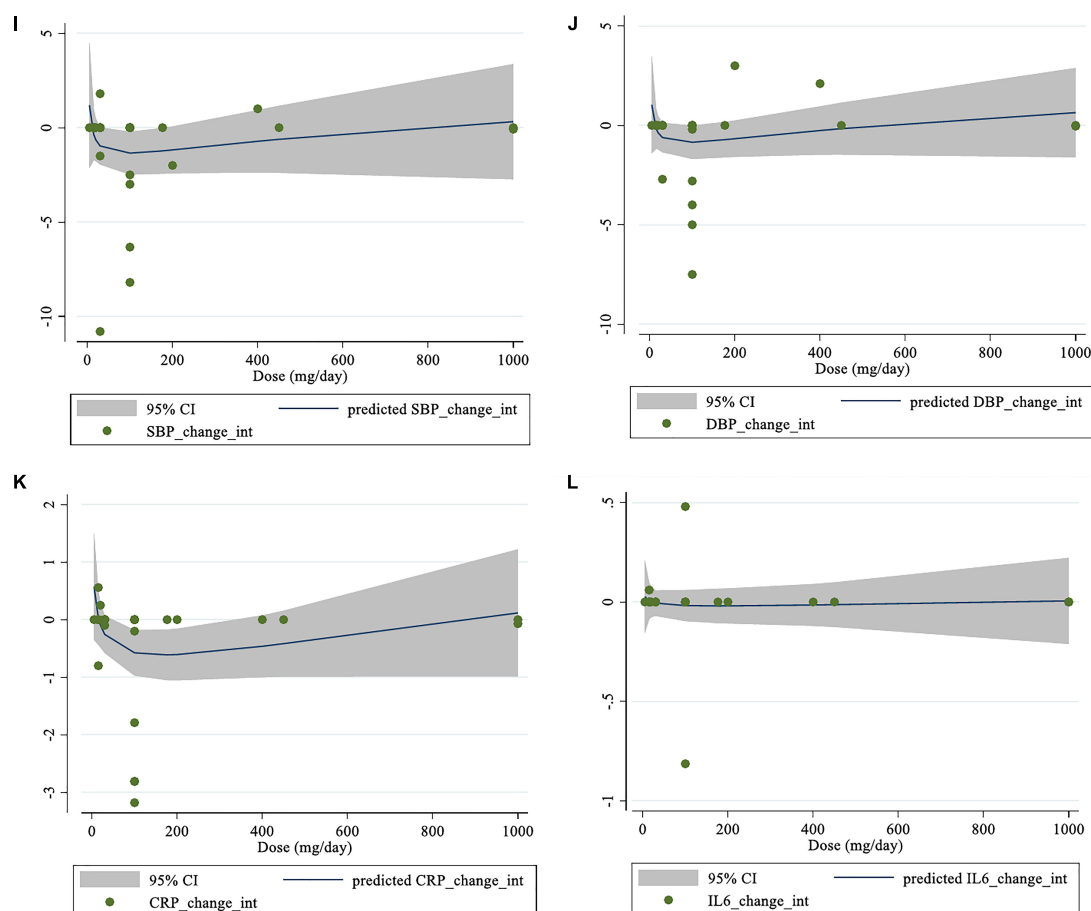 I
5
0
-5
-10
0 200 400 600 800 1000
Dose (mg/day)
95% CI predicted SBP_change_int
SBP_change_int
J
5
0
-5
-10
0 200 400 600 800 1000
Dose (mg/day)
95% CI predicted DBP_change_int
DBP_change_int
K
2
1
0
-1
-2
-3
0 200 400 600 800 1000
Dose (mg/day)
95% CI predicted CRP_change_int
CRP_change_int
L
.5
0
-.5
-1
0 200 400 600 800 1000
Dose (mg/day)
95% CI predicted IL6_change_int
IL6_change_int